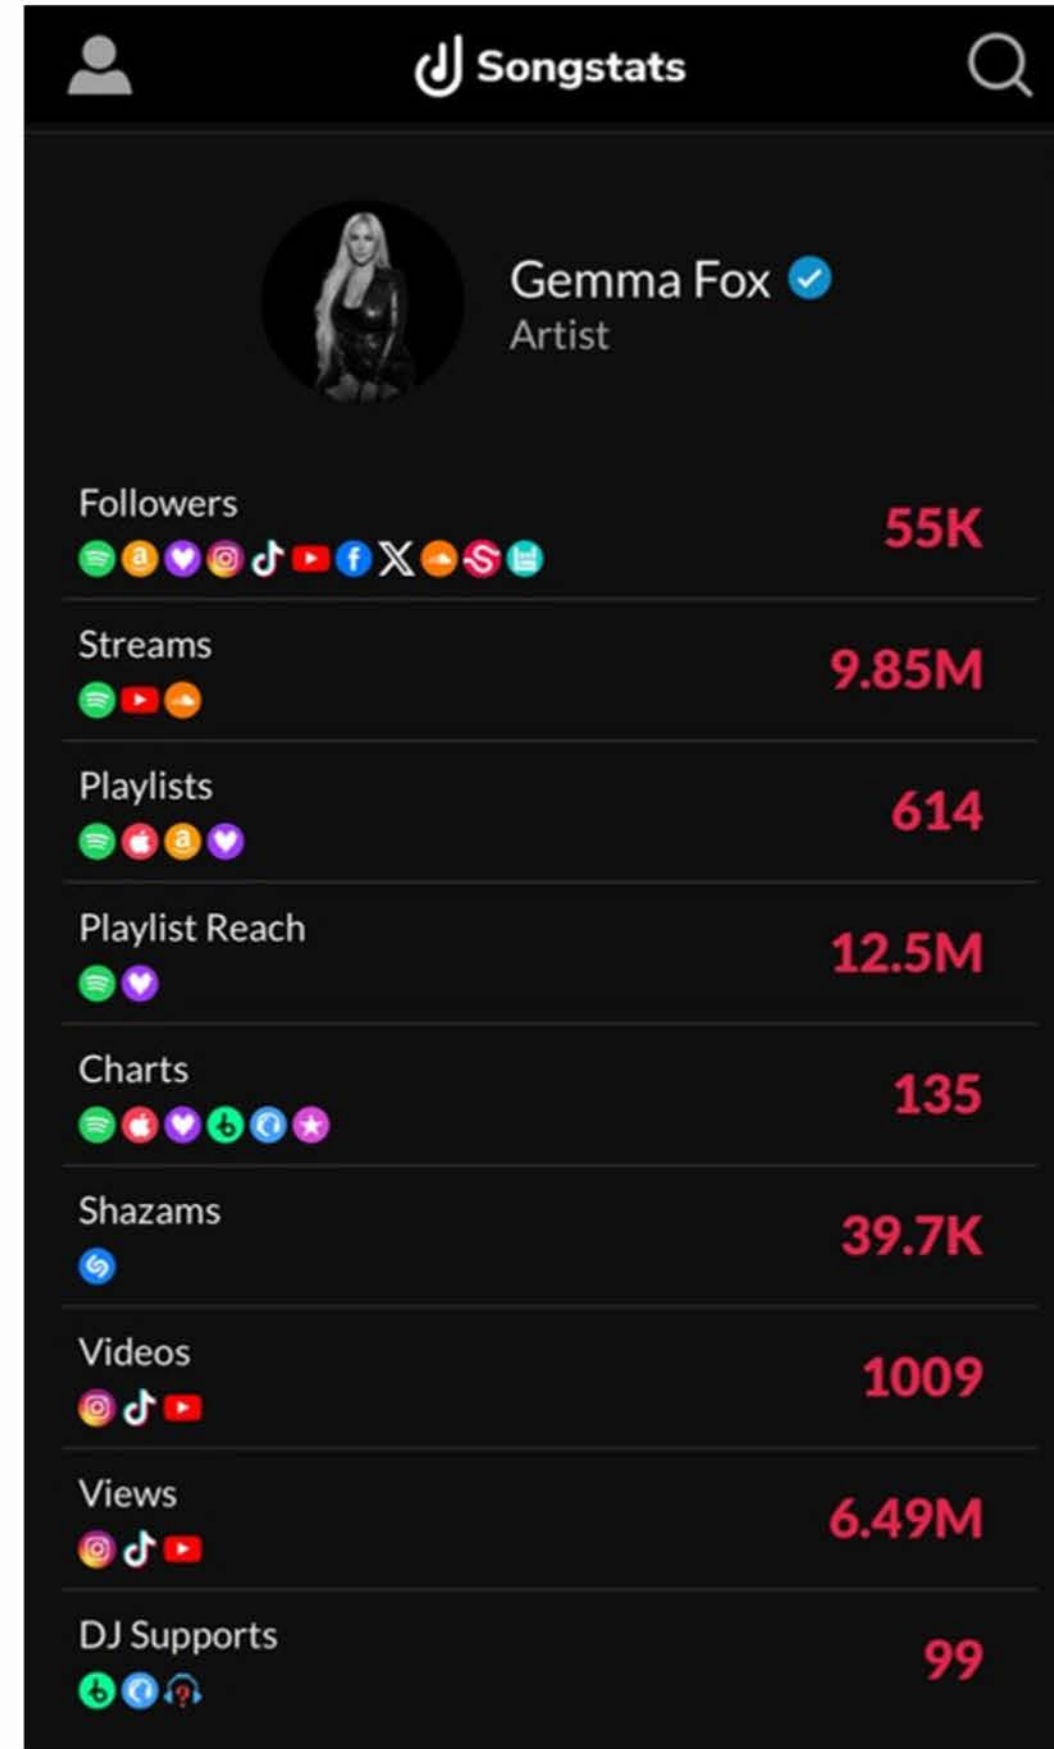 Songstats
Gemma Fox
Artist
Followers
55K
Streams
9.85M
Playlists
614
Playlist Reach
12.5M
Charts
135
Shazams
39.7K
Videos
1009
Views
6.49M
DJ Supports
99